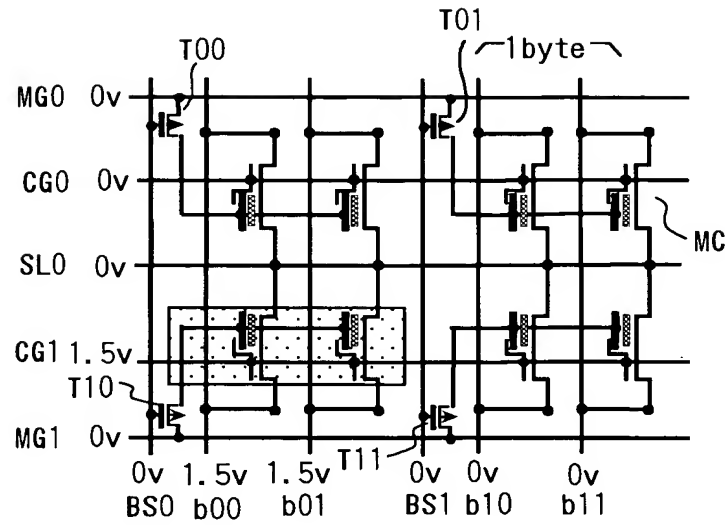 T00
T01
1byte
MG0 0v
CG0 0v
MC
SL0 0v
CG1 1.5v
T10
MG1 0v
T11
0v 1.5v 1.5v 0v 0v 0v
BS0 b00 b01 BS1 b10 b11